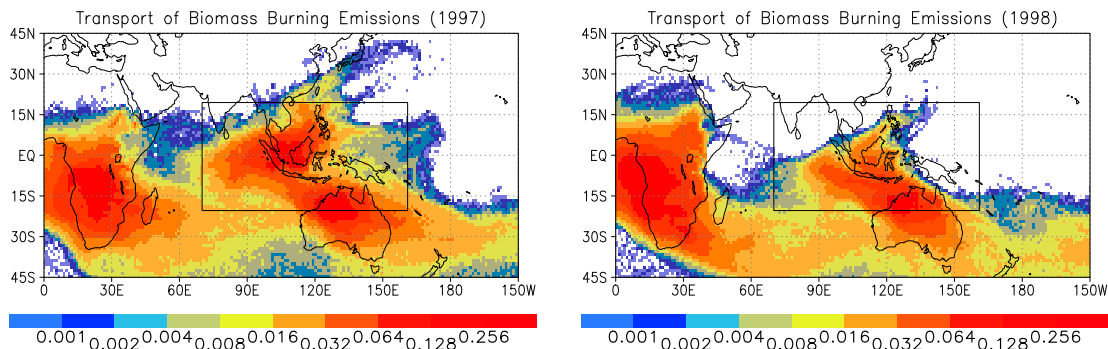 Transport of Biomass Burning Emissions (1997)
45N
30N
15N
EQ
15S
30S
45S
0 30E 60E 90E 120E 150E 180 150W
0.001 0.002 0.004 0.008 0.016 0.032 0.064 0.128 0.256
Transport of Biomass Burning Emissions (1998)
45N
30N
15N
EQ
15S
30S
45S
0 30E 60E 90E 120E 150E 180 150W
0.001 0.002 0.004 0.008 0.016 0.032 0.064 0.128 0.256